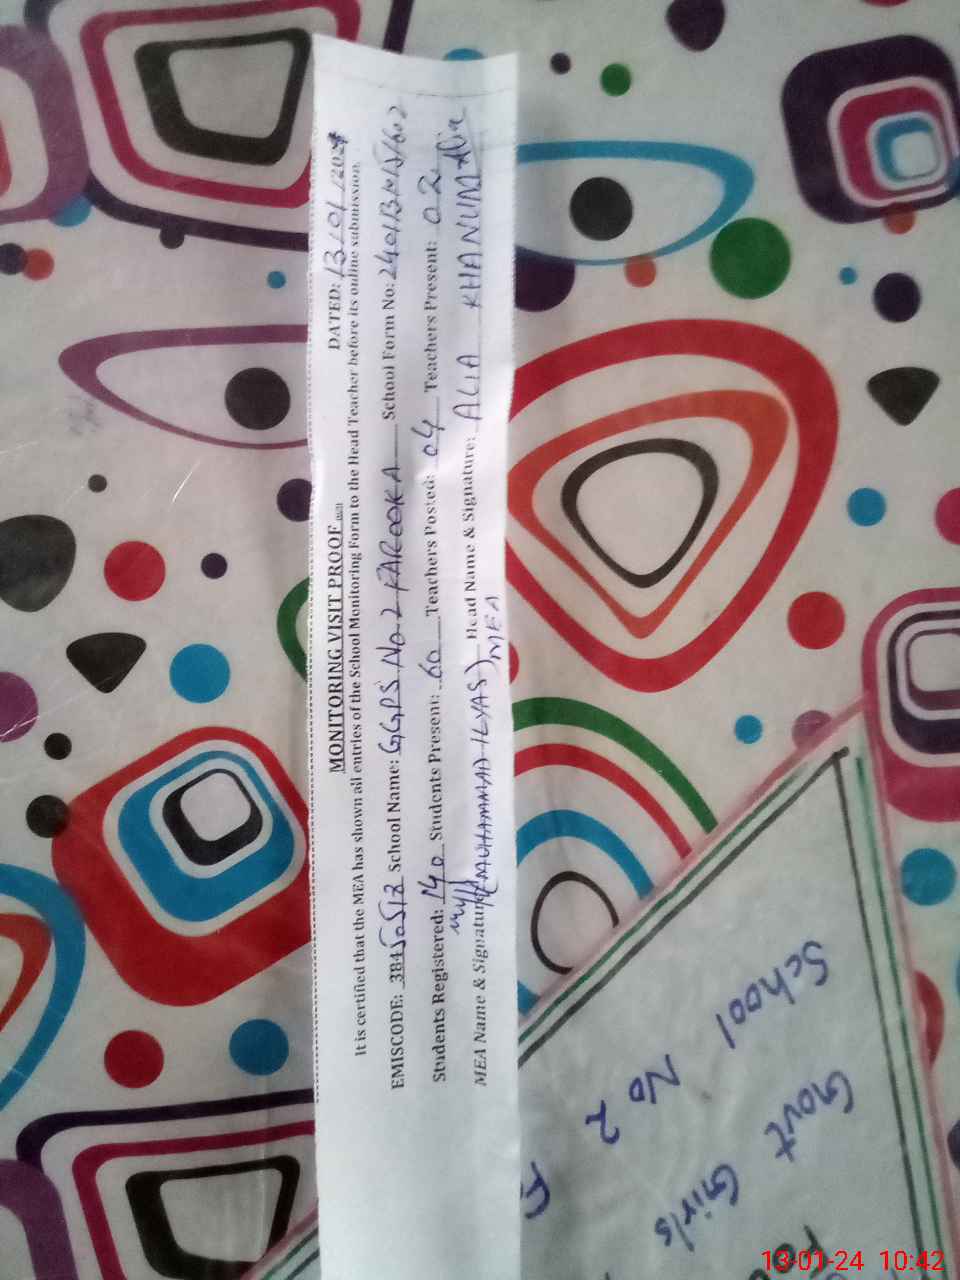 MONITORING VISIT PROOF
DATED: 13/01/2024
It is certified that the MEA has shown all entries of the School Monitoring Form to the Head Teacher before its online submission.
EMISCODE: 384 School Name: GGPS No. 2 FAROOKA School Form No:
Students Registered: 140 Students Present: 60 Teachers Posted: 04 Teachers Present: 02
MEA Name & Signature: (MUHAMMAD ILYAS) Head Name & Signature: ALIA KHANUM Alia
MEA
Govt Girls
School No 2
13-01-24 10:42